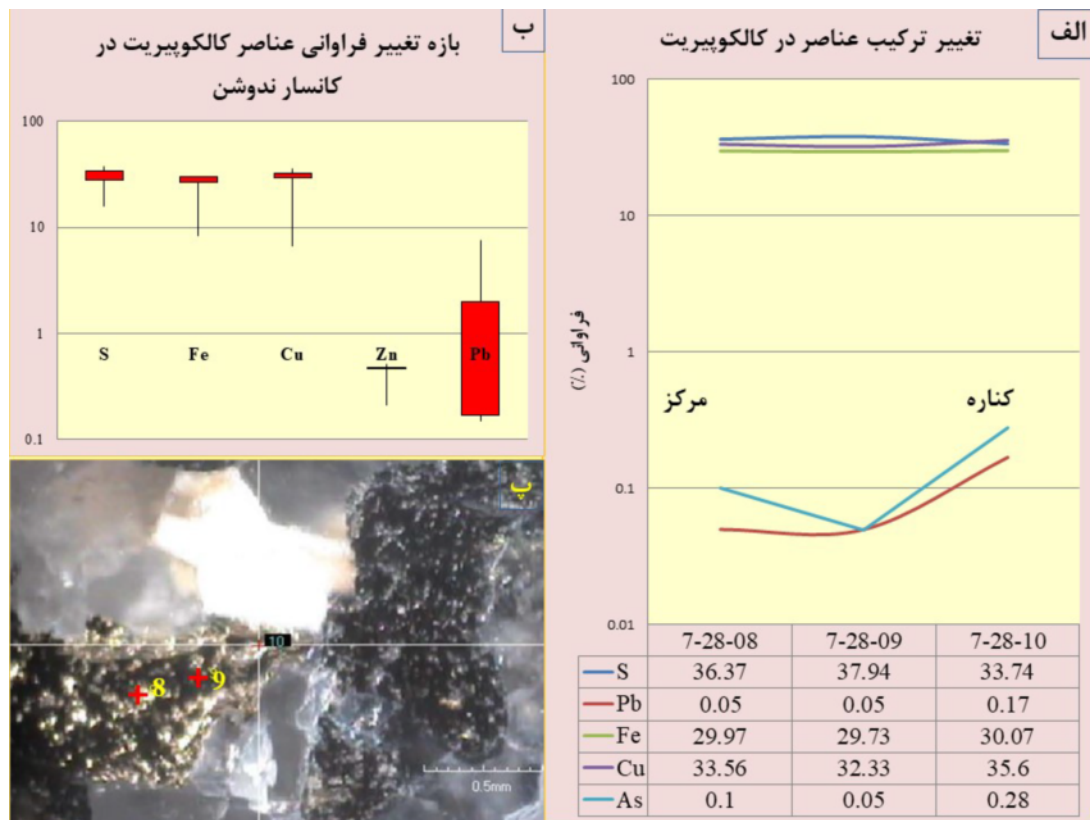 الف
تغییر ترکیب عناصر در کالکوپیریت
100
10
1
0.1
0.01
فراوانی (%)
مرکز
کناره
7-28-08 7-28-09 7-28-10
S 36.37 37.94 33.74
Pb 0.05 0.05 0.17
Fe 29.97 29.73 30.07
Cu 33.56 32.33 35.6
As 0.1 0.05 0.28
ب
بازه تغییر فراوانی عناصر کالکوپیریت در
کانسار ندوشن
100
10
1
0.1
S Fe Cu Zn Pb
پ
10
8
9
0.5mm